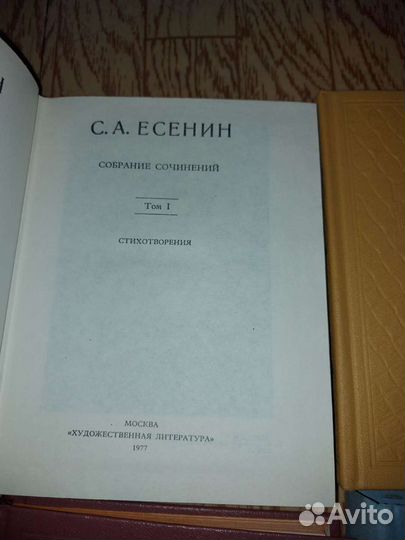 С. А. ЕСЕНИН
СОБРАНИЕ СОЧИНЕНИЙ
Том I
СТИХОТВОРЕНИЯ
МОСКВА
«ХУДОЖЕСТВЕННАЯ ЛИТЕРАТУРА»
1977
Avito